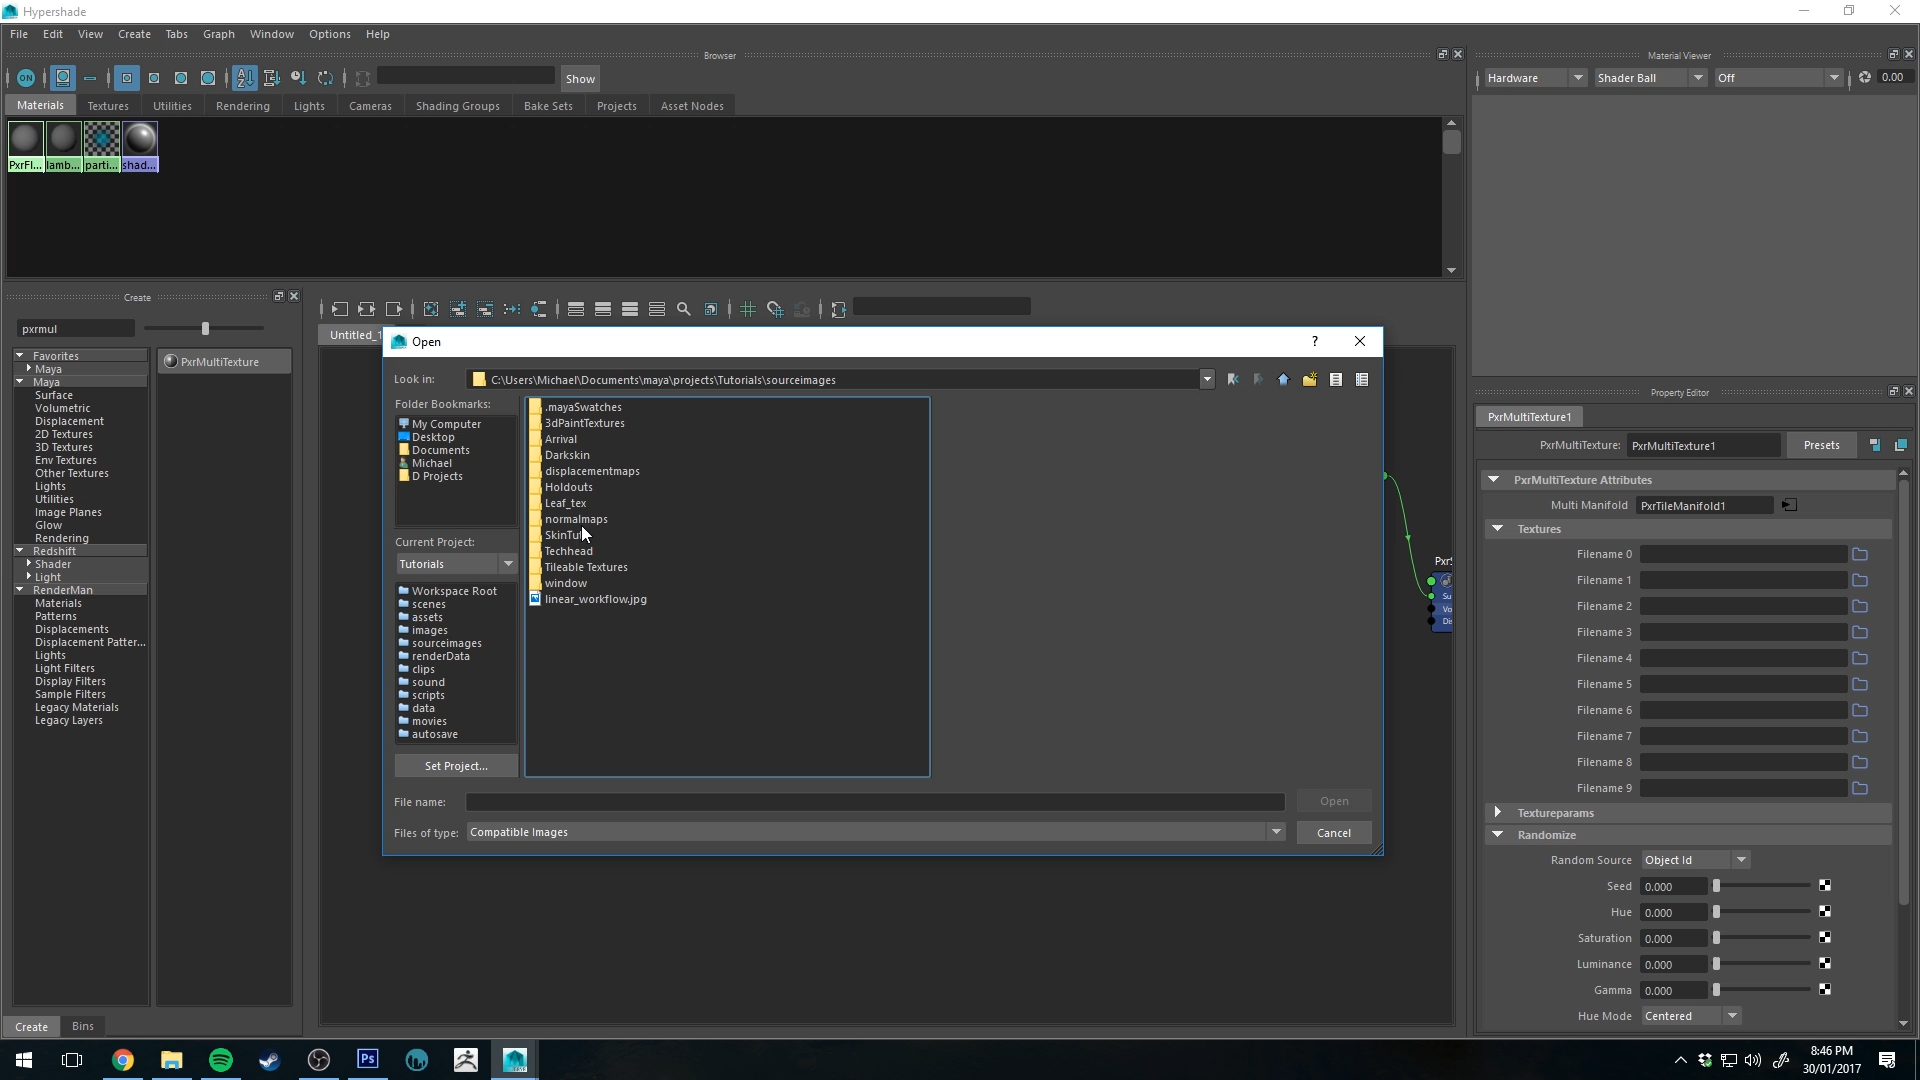 Hypershade
File Edit View Create Tabs Graph Window Options Help
Browser
Material Viewer
ON
Show
Hardware Shader Ball Off 0.00
Materials Textures Utilities Rendering Lights Cameras Shading Groups Bake Sets Projects Asset Nodes
PxrFl... lamb... parti... shad...
Create
pxrmul
Untitled_1
Favorites
Maya
Maya
Surface
Volumetric
Displacement
2D Textures
3D Textures
Env Textures
Other Textures
Lights
Utilities
Image Planes
Glow
Rendering
Redshift
Shader
Light
RenderMan
Materials
Patterns
Displacements
Displacement Patter...
Lights
Light Filters
Display Filters
Sample Filters
Legacy Materials
Legacy Layers
PxrMultiTexture
Create Bins
Open
?
Look in: C:\Users\Michael\Documents\maya\projects\Tutorials\sourceimages
Folder Bookmarks:
My Computer
Desktop
Documents
Michael
D Projects
Current Project:
Tutorials
Workspace Root
scenes
assets
images
sourceimages
renderData
clips
sound
scripts
data
movies
autosave
Set Project...
.mayaSwatches
3dPaintTextures
Arrival
Darkskin
displacementmaps
Holdouts
Leaf_tex
normalmaps
SkinTu
Techhead
Tileable Textures
window
linear_workflow.jpg
File name: Open
Files of type: Compatible Images Cancel
PxrS
Su
Vo
Di
Property Editor
PxrMultiTexture1
PxrMultiTexture: PxrMultiTexture1 Presets
PxrMultiTexture Attributes
Multi Manifold PxrTileManifold1
Textures
Filename 0
Filename 1
Filename 2
Filename 3
Filename 4
Filename 5
Filename 6
Filename 7
Filename 8
Filename 9
Textureparams
Randomize
Random Source Object Id
Seed 0.000
Hue 0.000
Saturation 0.000
Luminance 0.000
Gamma 0.000
Hue Mode Centered
Ps
8:46 PM
30/01/2017